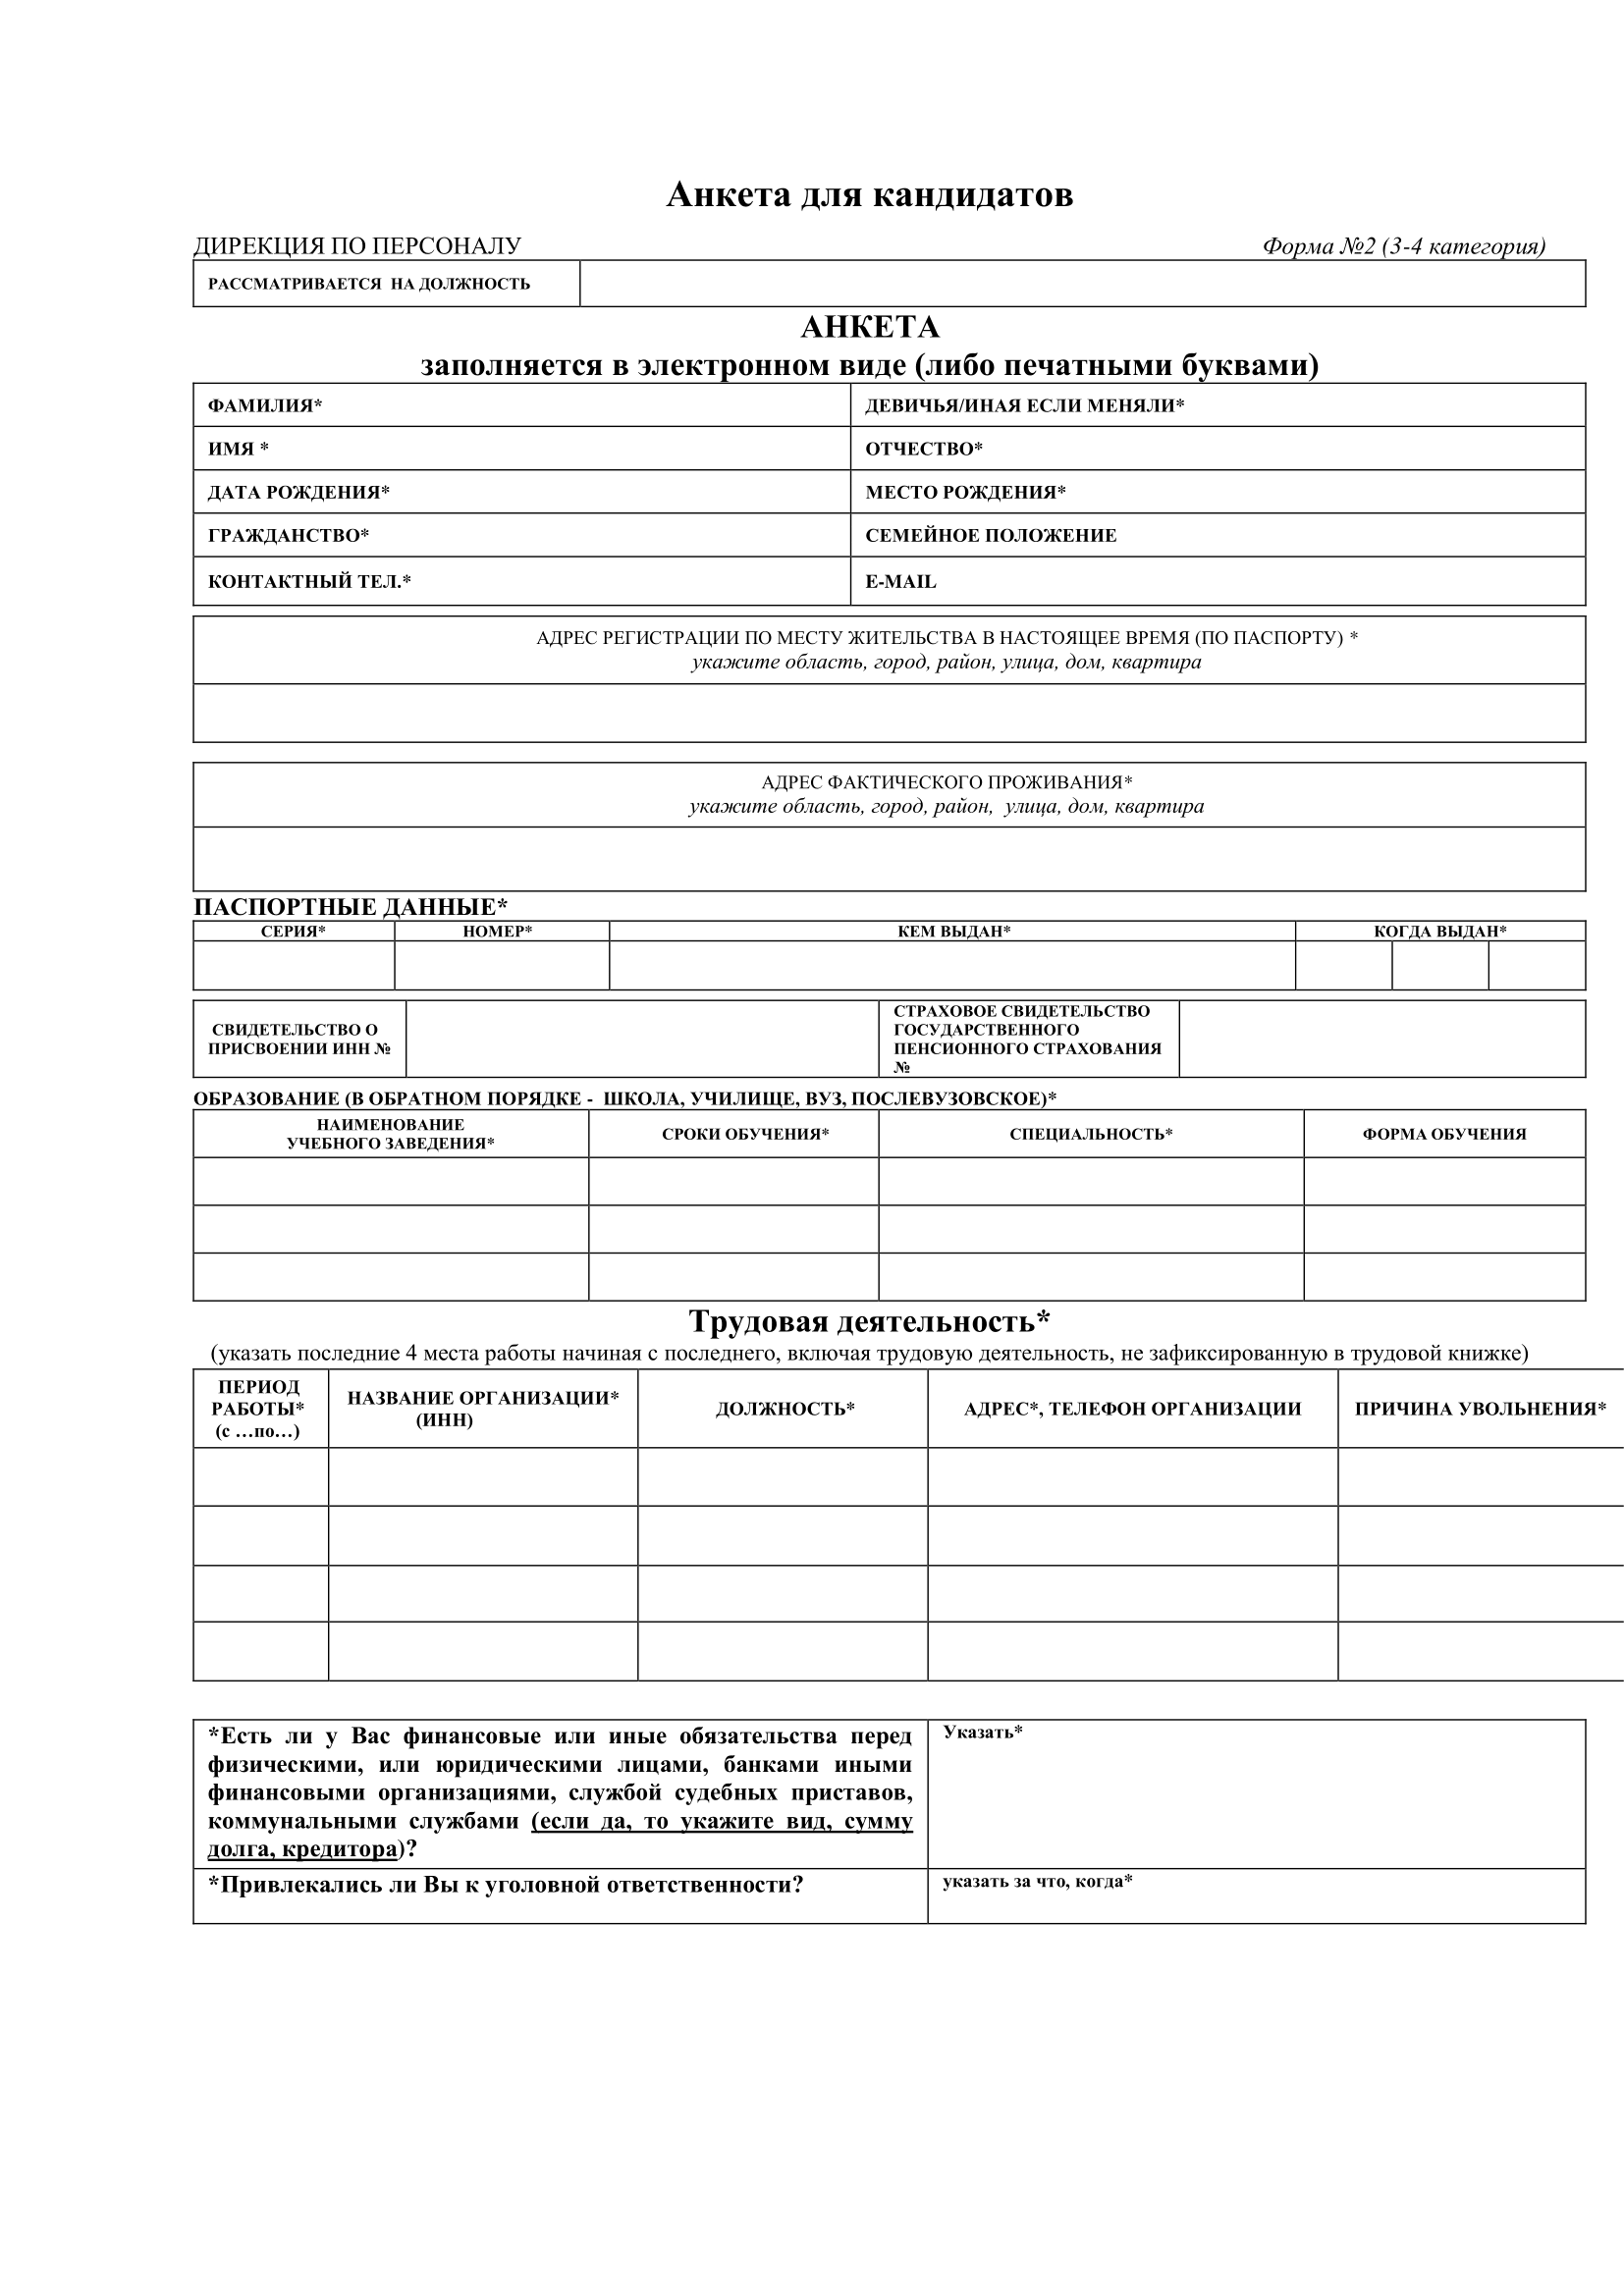 Анкета для кандидатов
ДИРЕКЦИЯ ПО ПЕРСОНАЛУ Форма №2 (3-4 категория)
РАССМАТРИВАЕТСЯ НА ДОЛЖНОСТЬ
АНКЕТА
заполняется в электронном виде (либо печатными буквами)
ФАМИЛИЯ* ДЕВИЧЬЯ/ИНАЯ ЕСЛИ МЕНЯЛИ*
ИМЯ * ОТЧЕСТВО*
ДАТА РОЖДЕНИЯ* МЕСТО РОЖДЕНИЯ*
ГРАЖДАНСТВО* СЕМЕЙНОЕ ПОЛОЖЕНИЕ
КОНТАКТНЫЙ ТЕЛ.* E-MAIL
АДРЕС РЕГИСТРАЦИИ ПО МЕСТУ ЖИТЕЛЬСТВА В НАСТОЯЩЕЕ ВРЕМЯ (ПО ПАСПОРТУ) *
укажите область, город, район, улица, дом, квартира
АДРЕС ФАКТИЧЕСКОГО ПРОЖИВАНИЯ*
укажите область, город, район, улица, дом, квартира
ПАСПОРТНЫЕ ДАННЫЕ*
СЕРИЯ* НОМЕР* КЕМ ВЫДАН* КОГДА ВЫДАН*
СВИДЕТЕЛЬСТВО О
ПРИСВОЕНИИ ИНН №
СТРАХОВОЕ СВИДЕТЕЛЬСТВО
ГОСУДАРСТВЕННОГО
ПЕНСИОННОГО СТРАХОВАНИЯ
№
ОБРАЗОВАНИЕ (В ОБРАТНОМ ПОРЯДКЕ - ШКОЛА, УЧИЛИЩЕ, ВУЗ, ПОСЛЕВУЗОВСКОЕ)*
НАИМЕНОВАНИЕ
УЧЕБНОГО ЗАВЕДЕНИЯ*
СРОКИ ОБУЧЕНИЯ*
СПЕЦИАЛЬНОСТЬ*
ФОРМА ОБУЧЕНИЯ
Трудовая деятельность*
(указать последние 4 места работы начиная с последнего, включая трудовую деятельность, не зафиксированную в трудовой книжке)
ПЕРИОД
РАБОТЫ*
(с …по…)
НАЗВАНИЕ ОРГАНИЗАЦИИ*
(ИНН)
ДОЛЖНОСТЬ*
АДРЕС*, ТЕЛЕФОН ОРГАНИЗАЦИИ
ПРИЧИНА УВОЛЬНЕНИЯ*
*Есть ли у Вас финансовые или иные обязательства перед
физическими, или юридическими лицами, банками иными
финансовыми организациями, службой судебных приставов,
коммунальными службами (если да, то укажите вид, сумму
долга, кредитора)?
Указать*
*Привлекались ли Вы к уголовной ответственности?
указать за что, когда*